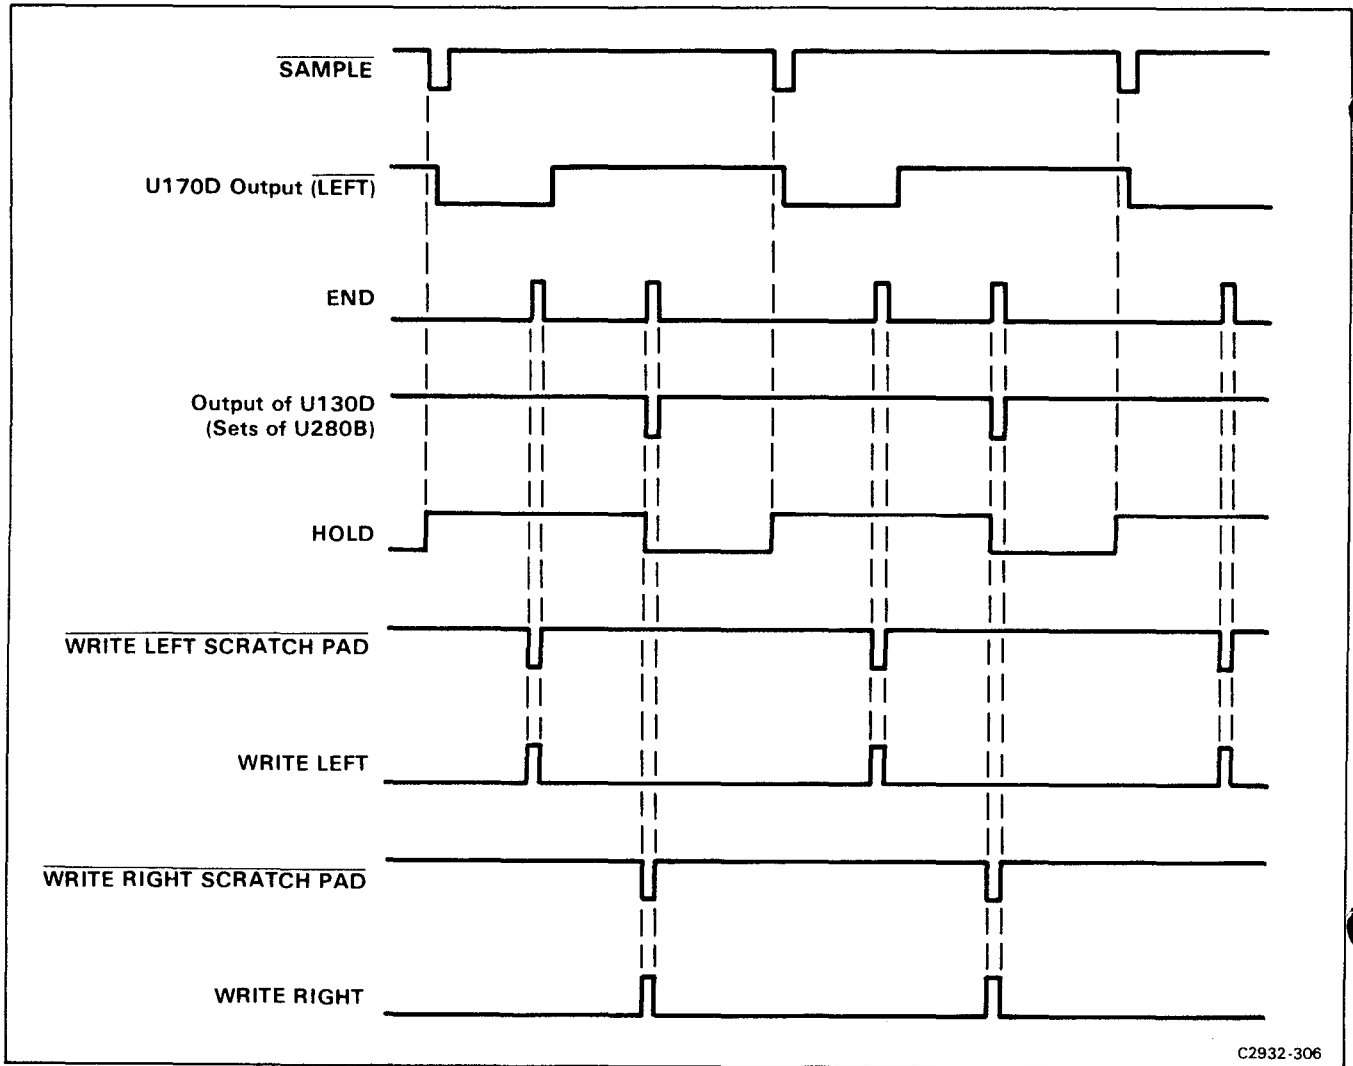 SAMPLE
U170D Output (LEFT)
END
Output of U130D
(Sets of U280B)
HOLD
WRITE LEFT SCRATCH PAD
WRITE LEFT
WRITE RIGHT SCRATCH PAD
WRITE RIGHT
C2932-306